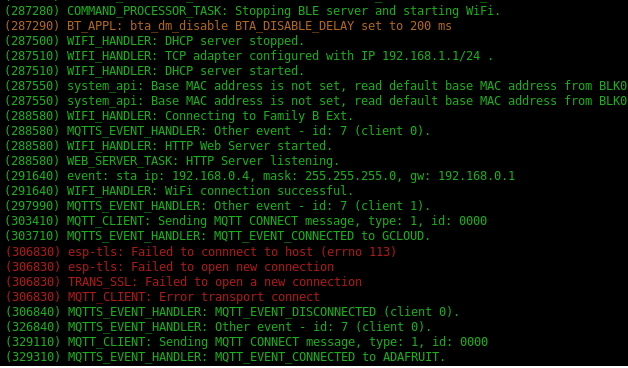 (287280) COMMAND_PROCESSOR_TASK: Stopping BLE server and starting WiFi.
(287290) BT_APPL: bta_dm_disable BTA_DISABLE_DELAY set to 200 ms
(287500) WIFI_HANDLER: DHCP server stopped.
(287510) WIFI_HANDLER: TCP adapter configured with IP 192.168.1.1/24 .
(287510) WIFI_HANDLER: DHCP server started.
(287550) system_api: Base MAC address is not set, read default base MAC address from BLK0
(287550) system_api: Base MAC address is not set, read default base MAC address from BLK0
(288580) WIFI_HANDLER: Connecting to Family B Ext.
(288580) MQTTS_EVENT_HANDLER: Other event - id: 7 (client 0).
(288580) WIFI_HANDLER: HTTP Web Server started.
(288580) WEB_SERVER_TASK: HTTP Server listening.
(291640) event: sta ip: 192.168.0.4, mask: 255.255.255.0, gw: 192.168.0.1
(291640) WIFI_HANDLER: WiFi connection successful.
(297990) MQTTS_EVENT_HANDLER: Other event - id: 7 (client 1).
(303410) MQTT_CLIENT: Sending MQTT CONNECT message, type: 1, id: 0000
(303710) MQTTS_EVENT_HANDLER: MQTT_EVENT_CONNECTED to GCLOUD.
(306830) esp-tls: Failed to connnect to host (errno 113)
(306830) esp-tls: Failed to open new connection
(306830) TRANS_SSL: Failed to open a new connection
(306830) MQTT_CLIENT: Error transport connect
(306840) MQTTS_EVENT_HANDLER: MQTT_EVENT_DISCONNECTED (client 0).
(326840) MQTTS_EVENT_HANDLER: Other event - id: 7 (client 0).
(329110) MQTT_CLIENT: Sending MQTT CONNECT message, type: 1, id: 0000
(329310) MQTTS_EVENT_HANDLER: MQTT_EVENT_CONNECTED to ADAFRUIT.